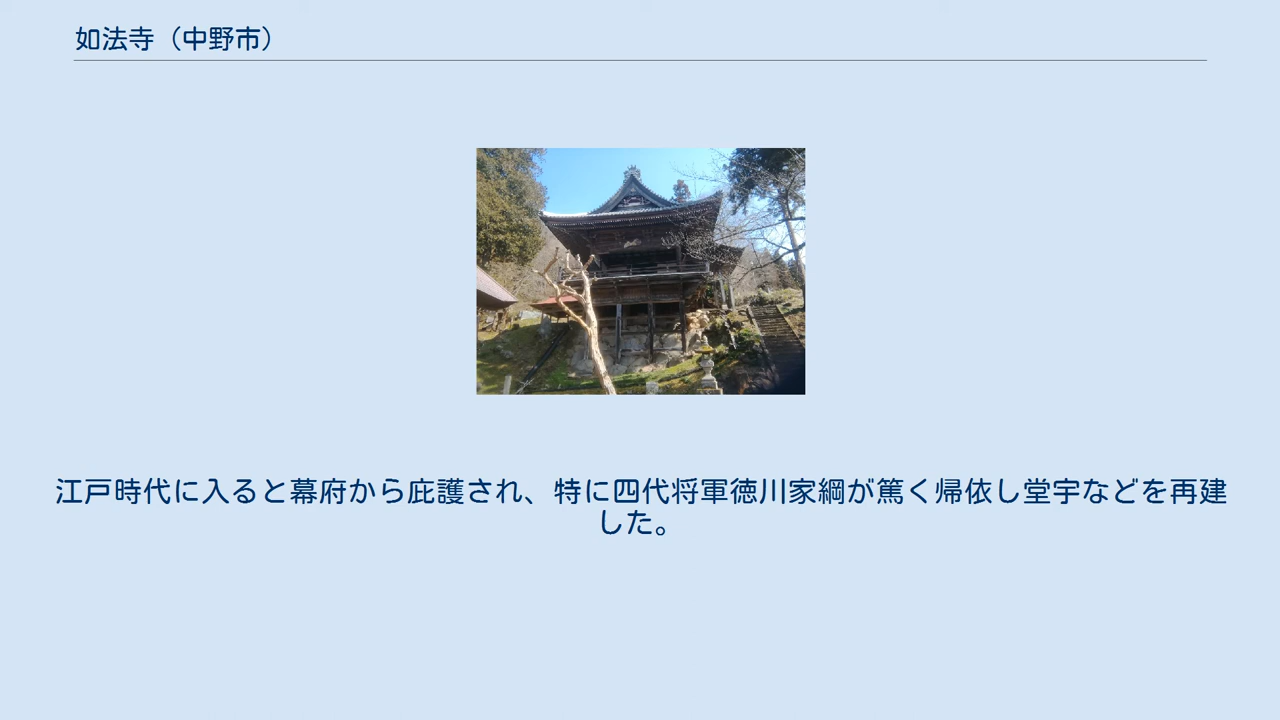 如法寺（中野市）
江戸時代に入ると幕府から庇護され、特に四代将軍徳川家綱が篤く帰依し堂宇などを再建
した。